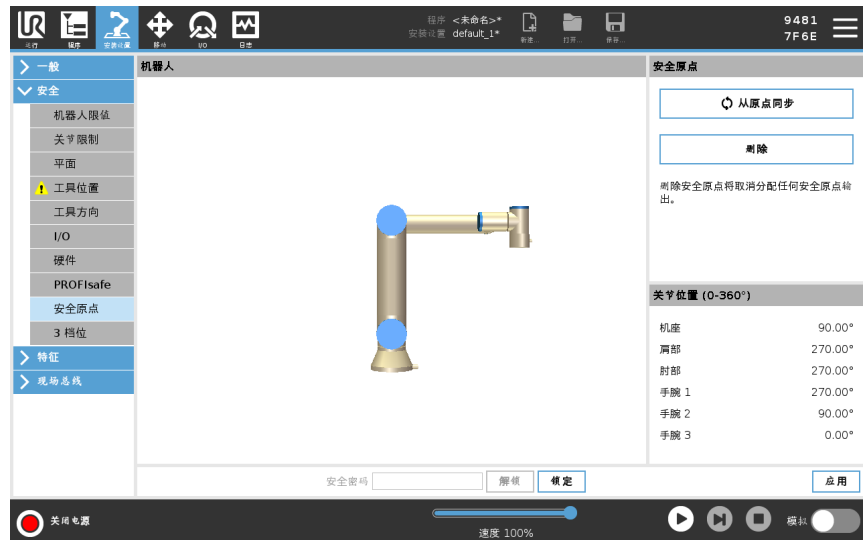 程序 <未命名>*
安装设置 default_1*
9481
7F6E
运行 程序 安装设置 移动 I/O 日志 新建... 打开... 保存...
一般
安全
机器人限值
关节限制
平面
工具位置
工具方向
I/O
硬件
PROFIsafe
安全原点
3 档位
特征
现场总线
机器人
安全原点
从原点同步
删除
删除安全原点将取消分配任何安全原点输
出。
关节位置 (0-360°)
机座 90.00°
肩部 270.00°
肘部 270.00°
手腕 1 270.00°
手腕 2 90.00°
手腕 3 0.00°
安全密码 解锁 锁定 应用
关闭电源
速度 100%
模拟